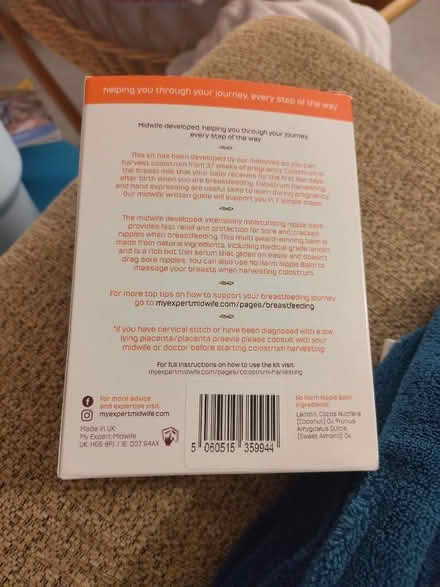 helping you through your journey, every step of the way
Midwife developed, helping you through your journey,
every step of the way
This kit has been developed by our midwives so you can
harvest colostrum from 37 weeks of pregnancy. Colostrum is
the breast milk that your baby receives for the first few days
after birth when you are breastfeeding. Colostrum harvesting
and hand expressing are useful skills to learn during pregnancy.
Our midwife written guide will support you in 7 simple steps.
The midwife developed, intensively moisturising nipple balm
provides fast relief and protection for sore and cracked
nipples when breastfeeding. This multi award-winning balm is
made from natural ingredients, including medical grade lanolin
and is a rich but thin serum that glides on easily and doesn't
drag sore nipples. You can also use No Harm Nipple Balm to
massage your breasts when harvesting colostrum.
For more top tips on how to support your breastfeeding journey
go to myexpertmidwife.com/pages/breastfeeding
*If you have cervical stitch or have been diagnosed with a low
lying placenta/placenta praevia please consult with your
midwife or doctor before starting colostrum harvesting
For full instructions on how to use the kit visit:
myexpertmidwife.com/pages/colostrum-harvesting
For more advice
and expertise visit:
myexpertmidwife.com
Made in UK
My Expert Midwife
UK: HG5 8PJ / IE: D07 94AX
5 060515 359944
No Harm Nipple Balm
Ingredients:
Lanolin, Cocos Nucifera
(Coconut) Oil, Prunus
Amygdalus Dulcis
(Sweet Almond) Oil